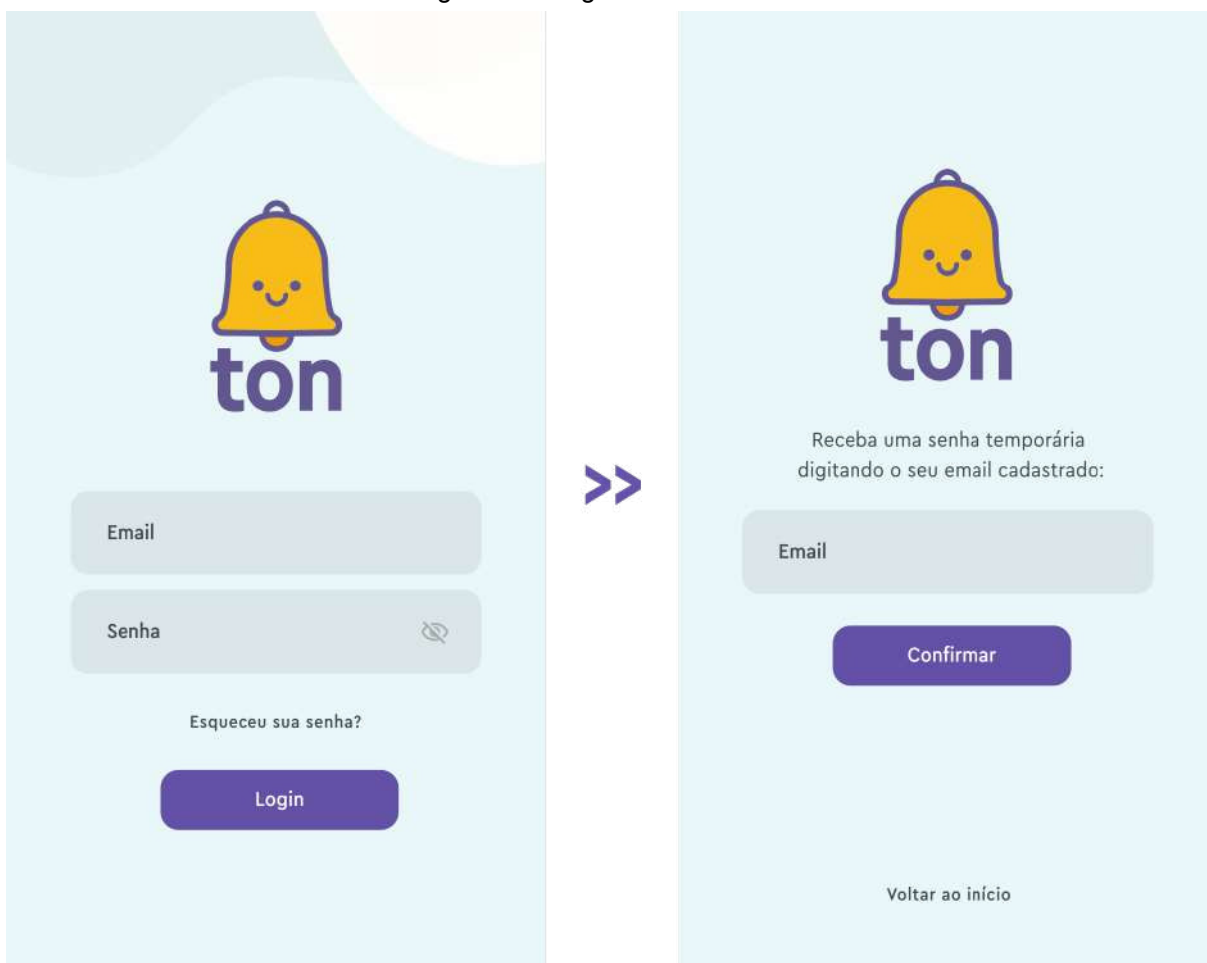 ton
Email
Senha
Esqueceu sua senha?
Login
>>
ton
Receba uma senha temporária
digitando o seu email cadastrado:
Email
Confirmar
Voltar ao início